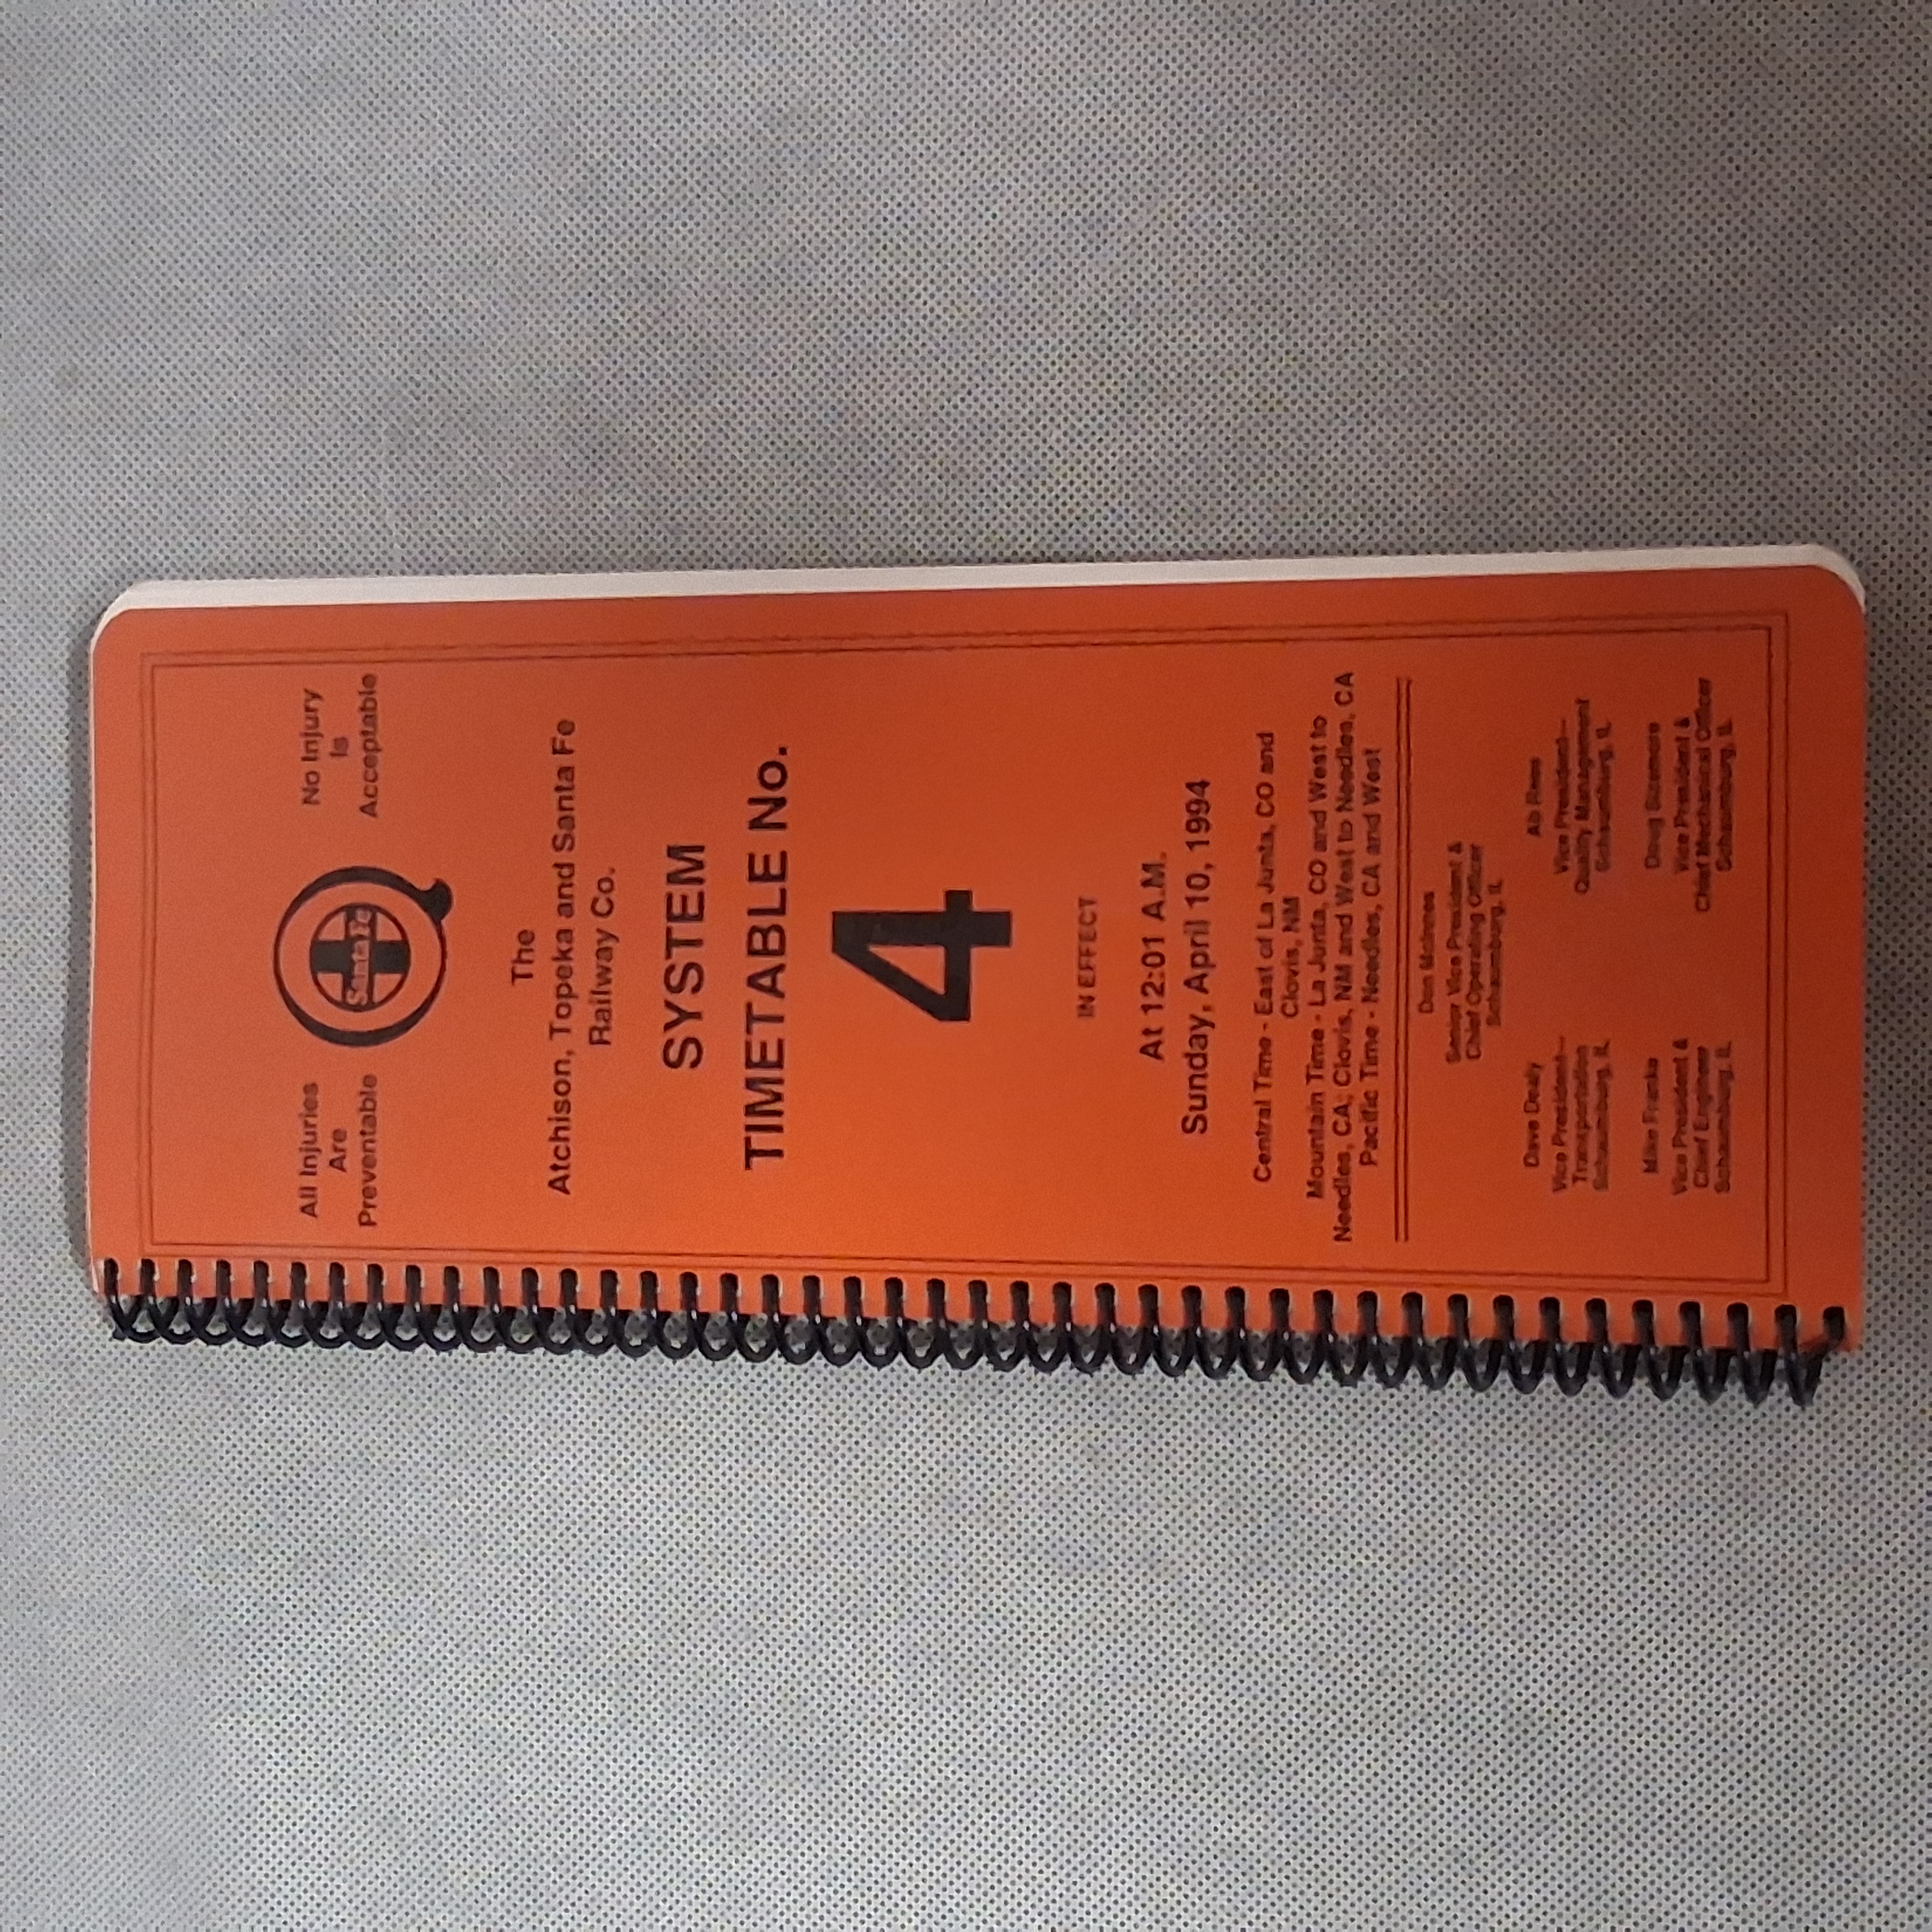 All Injuries
Are
Preventable
Santa Fe
No Injury
Is
Acceptable
The
Atchison, Topeka and Santa Fe
Railway Co.
SYSTEM
TIMETABLE No.
4
IN EFFECT
At 12:01 A.M.
Sunday, April 10, 1994
Central Time - East of La Junta, CO and
Clovis, NM
Mountain Time - La Junta, CO and West to
Needles, CA; Clovis, NM and West to Needles, CA
Pacific Time - Needles, CA and West
Don McInnes
Senior Vice President &
Chief Operating Officer
Schaumburg, IL
Dave Dealy
Vice President—
Transportation
Schaumburg, IL
Ab Rees
Vice President—
Quality Management
Schaumburg, IL
Mike Franke
Vice President &
Chief Engineer
Schaumburg, IL
Doug Sizemore
Vice President &
Chief Mechanical Officer
Schaumburg, IL